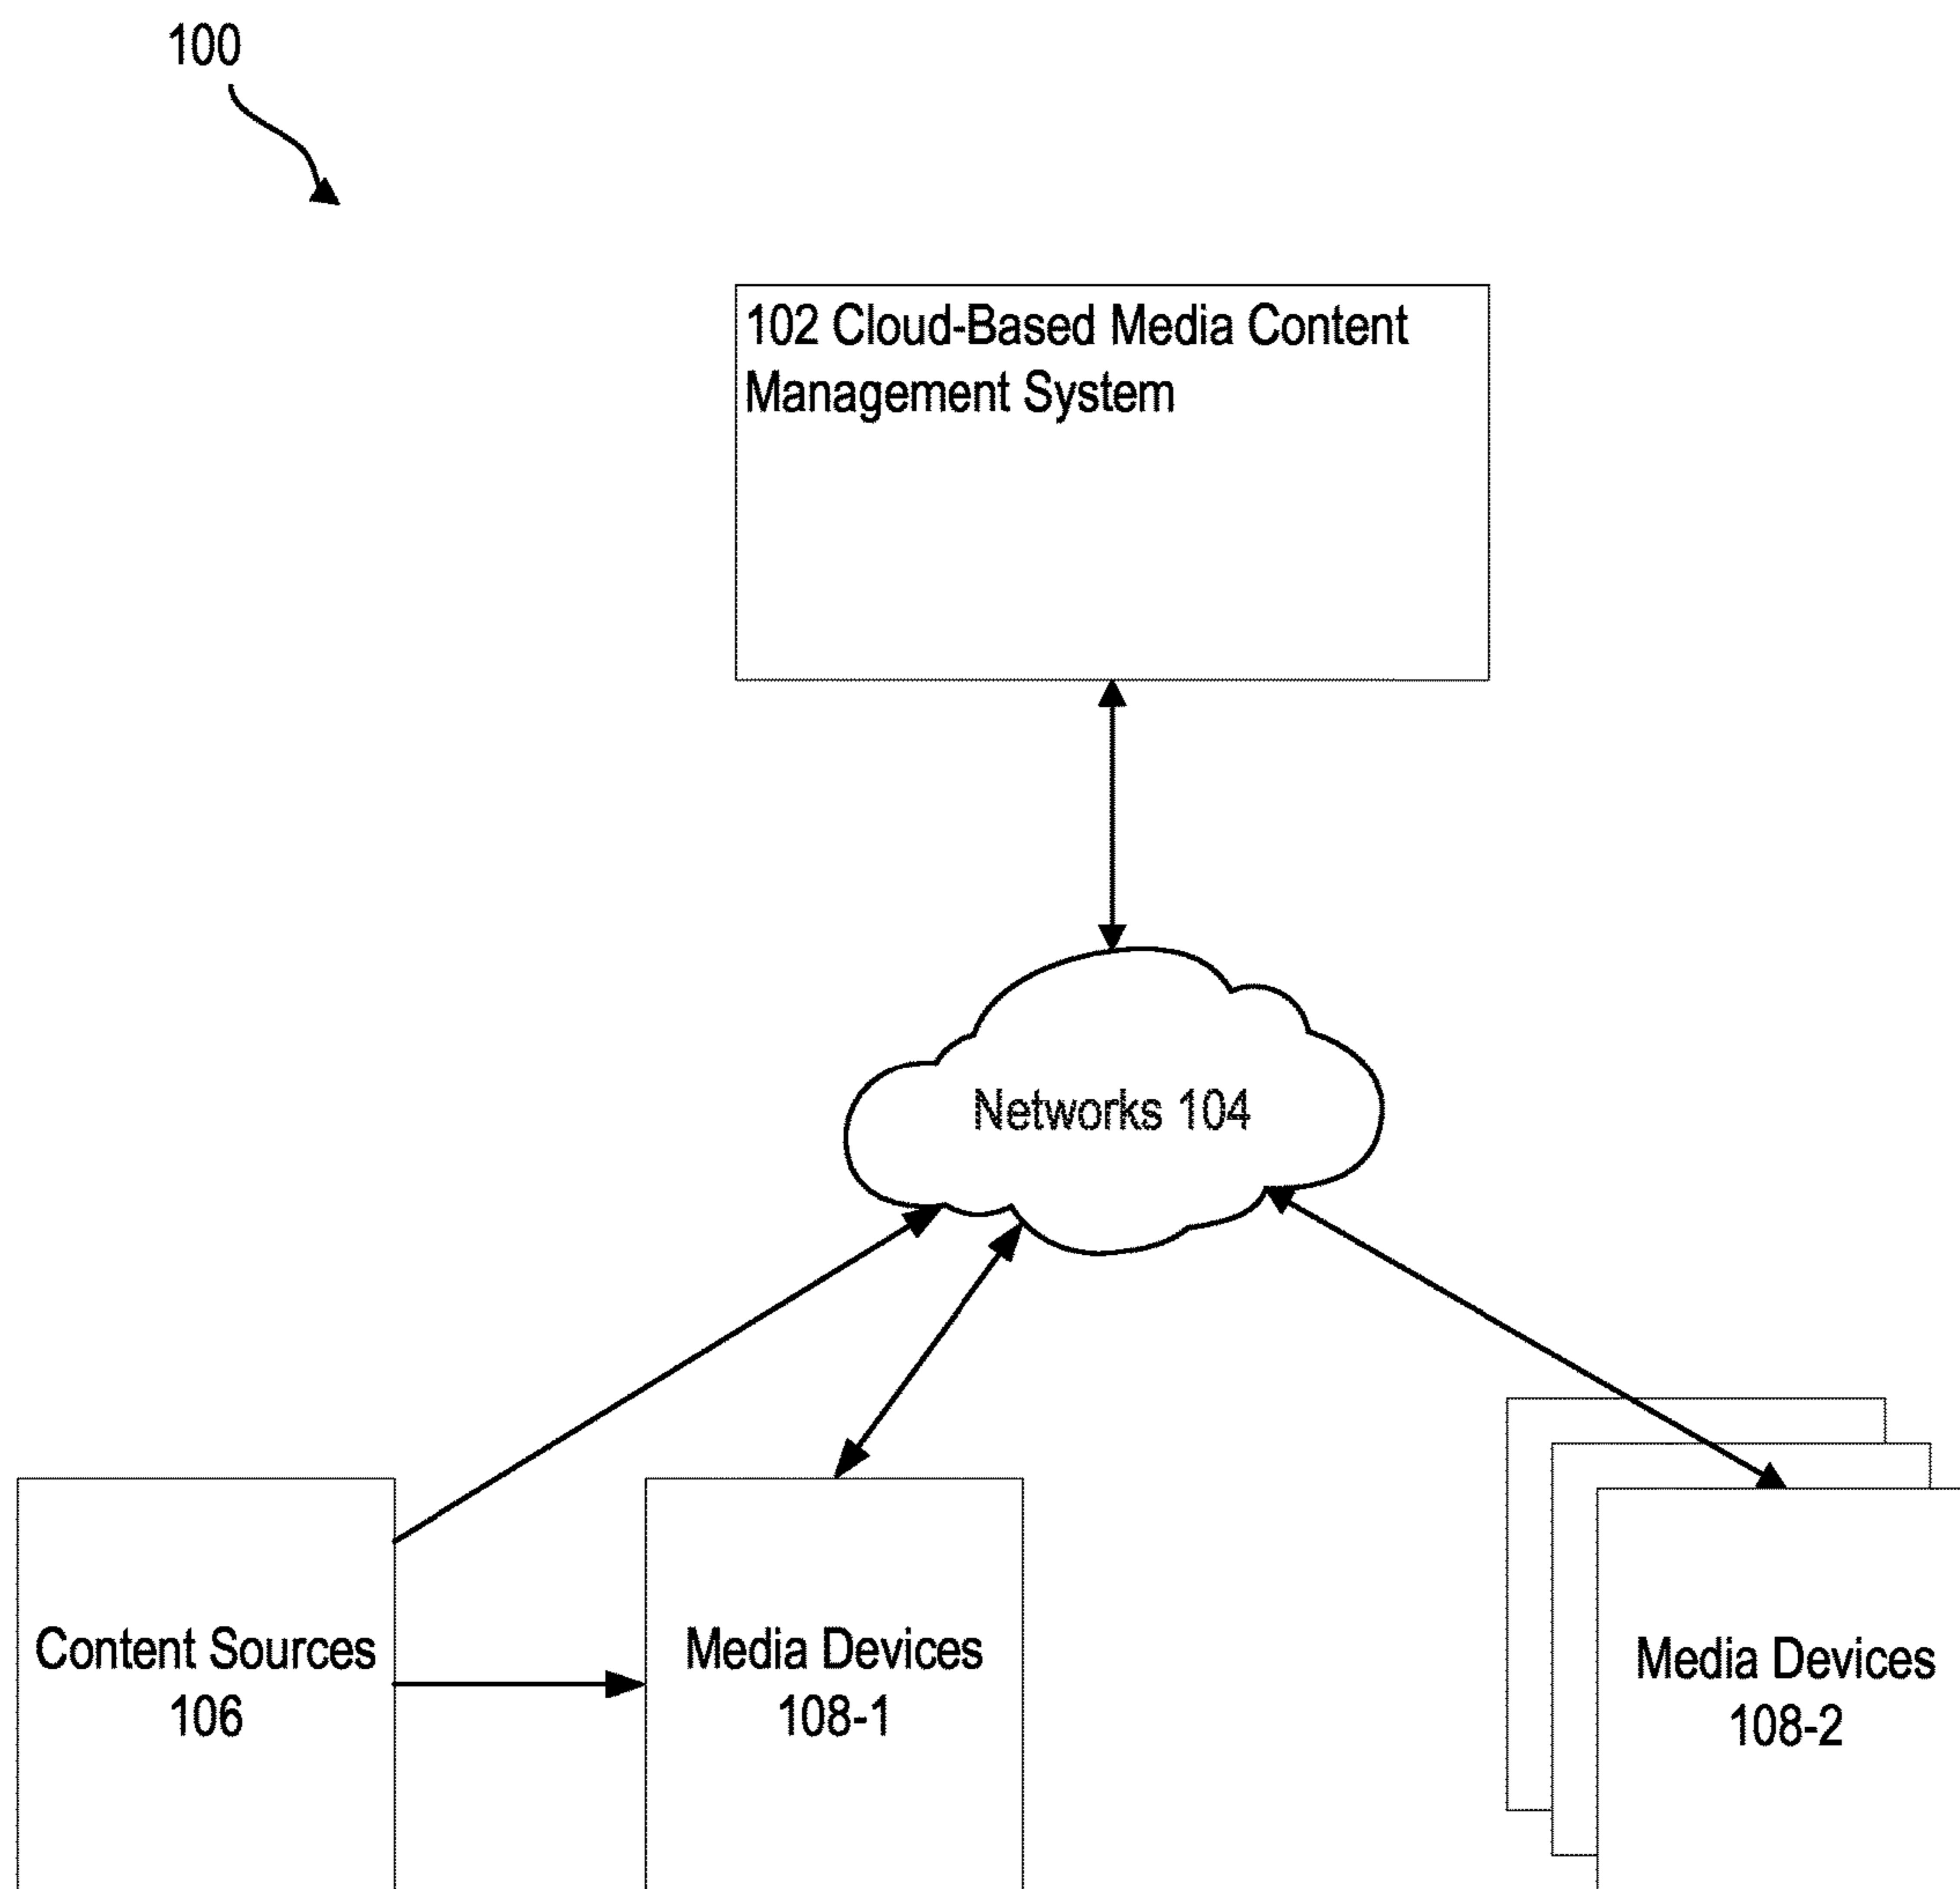 100
102 Cloud-Based Media Content
Management System
Networks 104
Content Sources
106
Media Devices
108-1
Media Devices
108-2